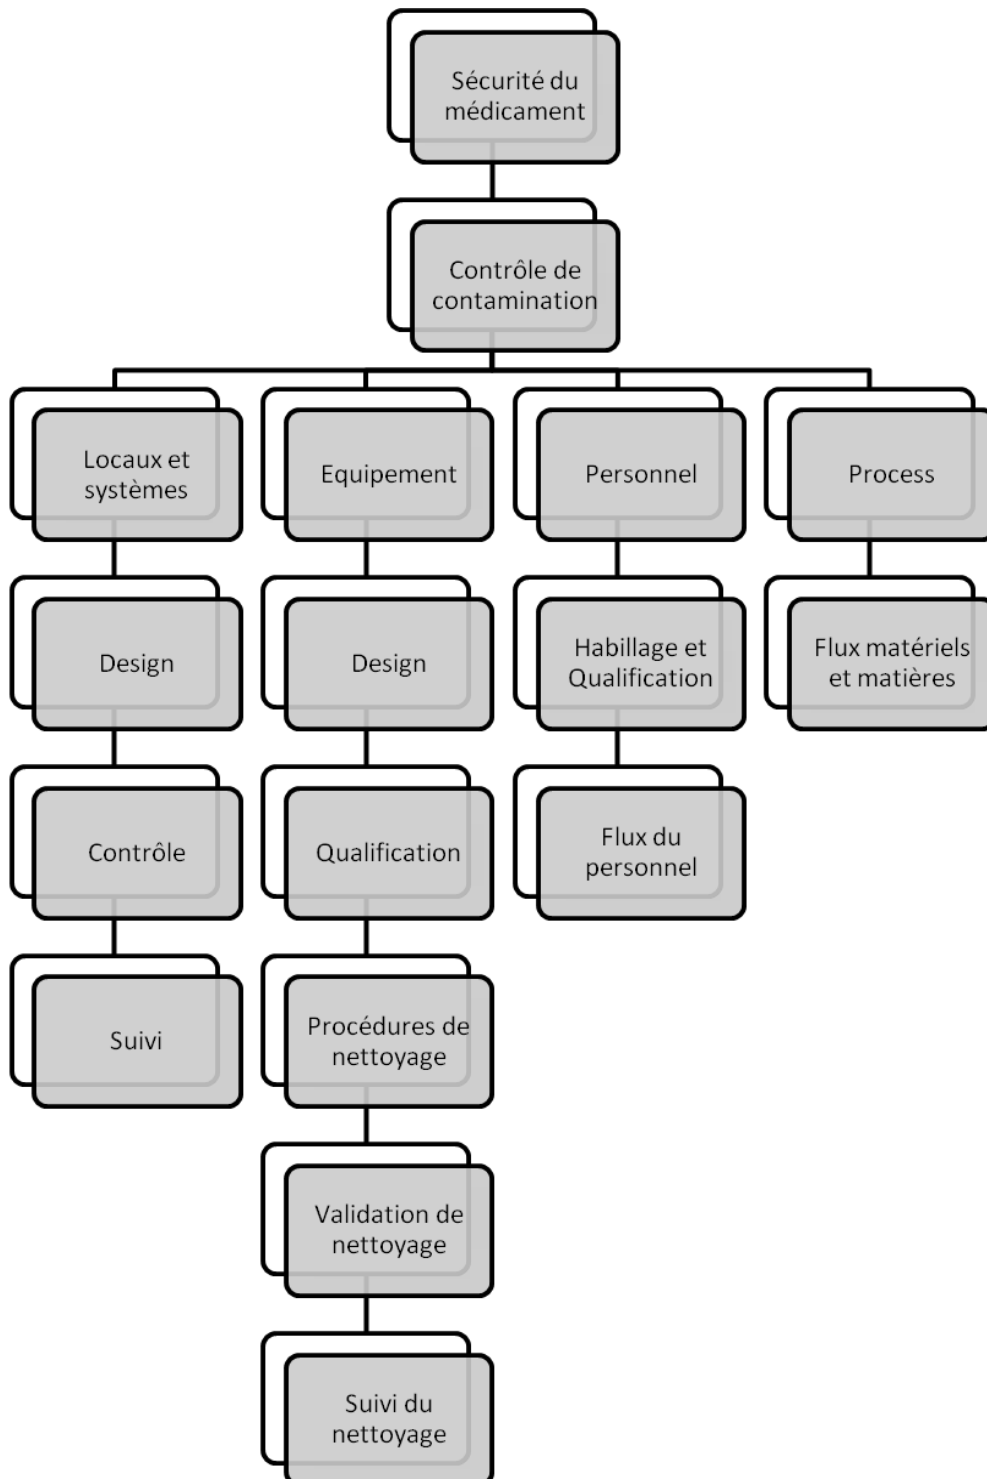 Sécurité du
médicament
Contrôle de
contamination
Locaux et
systèmes
Equipement
Personnel
Process
Design
Design
Habillage et
Qualification
Flux matériels
et matières
Contrôle
Qualification
Flux du
personnel
Suivi
Procédures de
nettoyage
Validation de
nettoyage
Suivi du
nettoyage